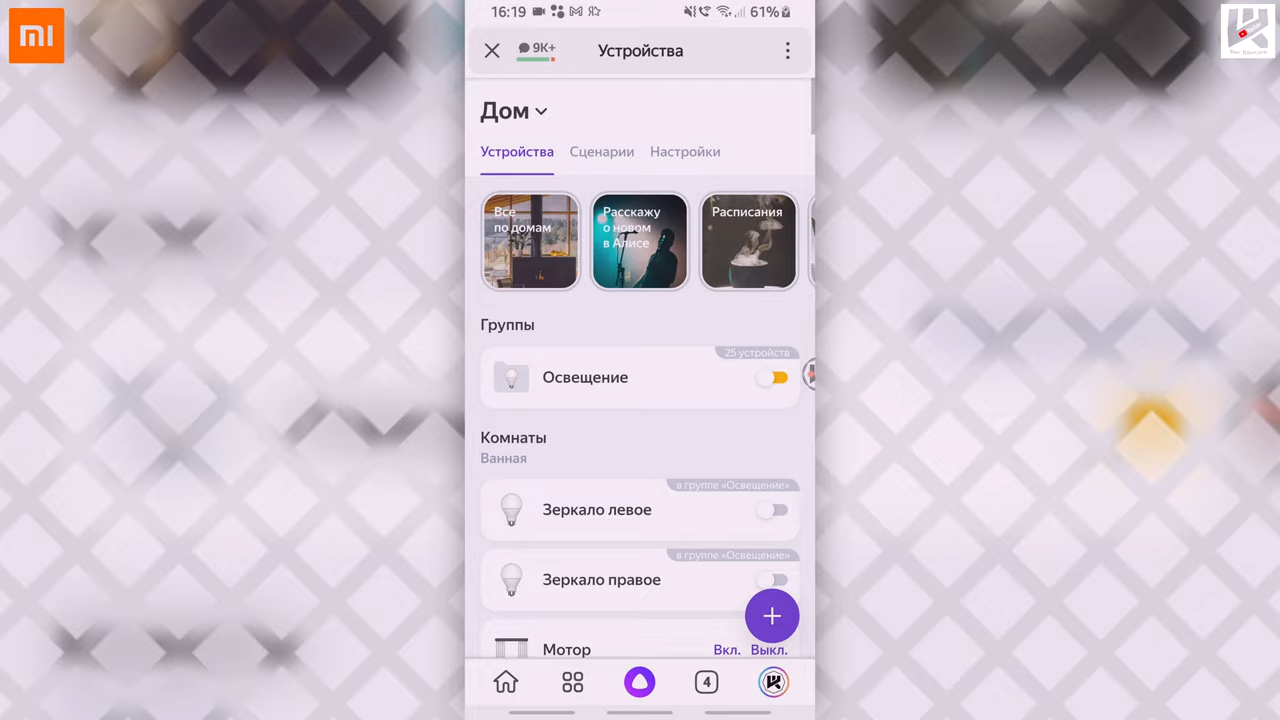 16:19
61%
9K+
Устройства
Дом
Устройства
Сценарии
Настройки
Все
по домам
Расскажу
о новом
в Алисе
Расписания
Группы
25 устройств
Освещение
Комнаты
Ванная
в группе «Освещение»
Зеркало левое
в группе «Освещение»
Зеркало правое
Мотор
Вкл. Выкл.
4